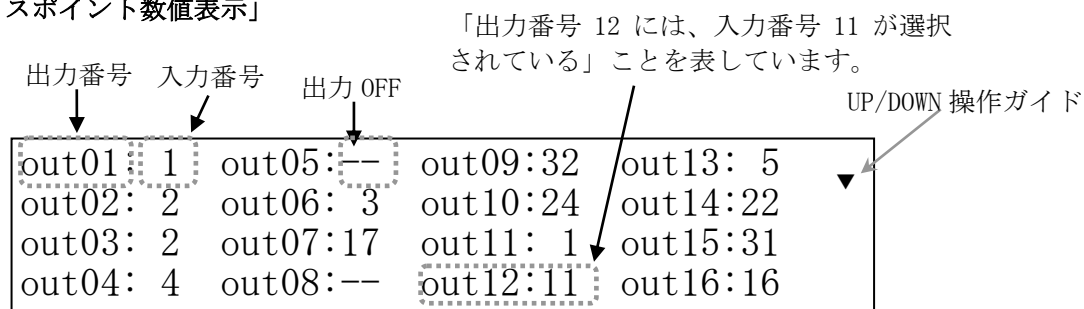 スポイント数値表示」
「出力番号 12 には、入力番号 11 が選択
されている」ことを表しています。
出力番号 入力番号 出力 OFF
UP/DOWN 操作ガイド
out01: 1 out05:-- out09:32 out13: 5 ▼
out02: 2 out06: 3 out10:24 out14:22
out03: 2 out07:17 out11: 1 out15:31
out04: 4 out08:-- out12:11 out16:16